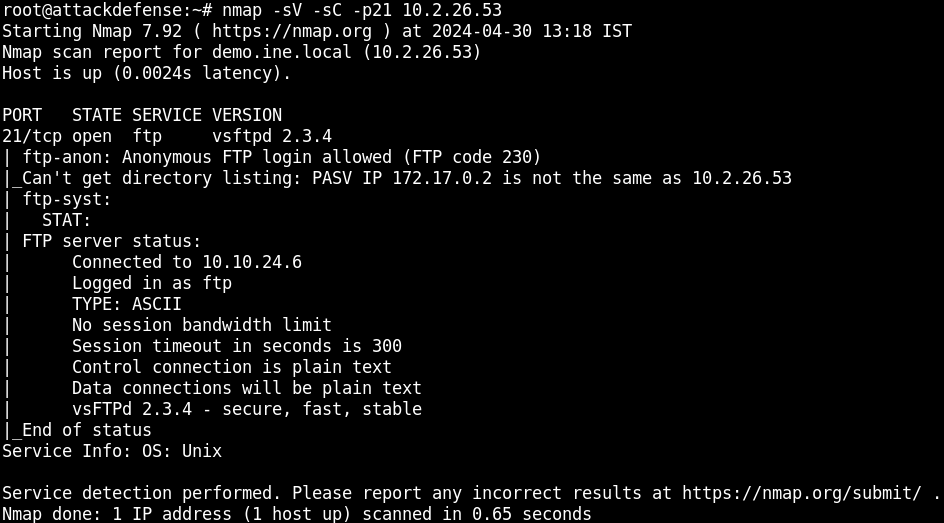 root@attackdefense:~# nmap -sV -sC -p21 10.2.26.53
Starting Nmap 7.92 ( https://nmap.org ) at 2024-04-30 13:18 IST
Nmap scan report for demo.ine.local (10.2.26.53)
Host is up (0.0024s latency).

PORT   STATE SERVICE VERSION
21/tcp open  ftp     vsftpd 2.3.4
| ftp-anon: Anonymous FTP login allowed (FTP code 230)
|_Can't get directory listing: PASV IP 172.17.0.2 is not the same as 10.2.26.53
| ftp-syst:
|   STAT:
| FTP server status:
|      Connected to 10.10.24.6
|      Logged in as ftp
|      TYPE: ASCII
|      No session bandwidth limit
|      Session timeout in seconds is 300
|      Control connection is plain text
|      Data connections will be plain text
|      vsFTPd 2.3.4 - secure, fast, stable
|_End of status
Service Info: OS: Unix

Service detection performed. Please report any incorrect results at https://nmap.org/submit/ .
Nmap done: 1 IP address (1 host up) scanned in 0.65 seconds